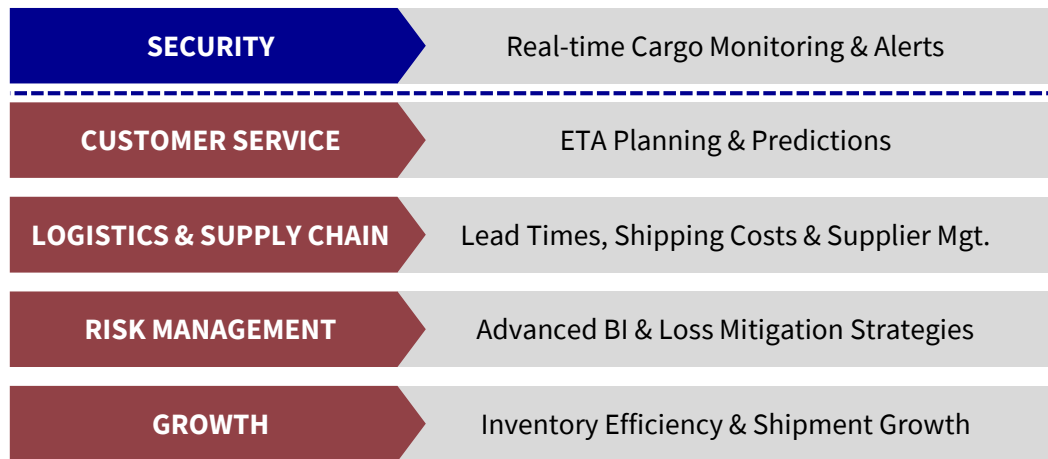 SECURITY
Real-time Cargo Monitoring & Alerts
CUSTOMER SERVICE
ETA Planning & Predictions
LOGISTICS & SUPPLY CHAIN
Lead Times, Shipping Costs & Supplier Mgt.
RISK MANAGEMENT
Advanced BI & Loss Mitigation Strategies
GROWTH
Inventory Efficiency & Shipment Growth